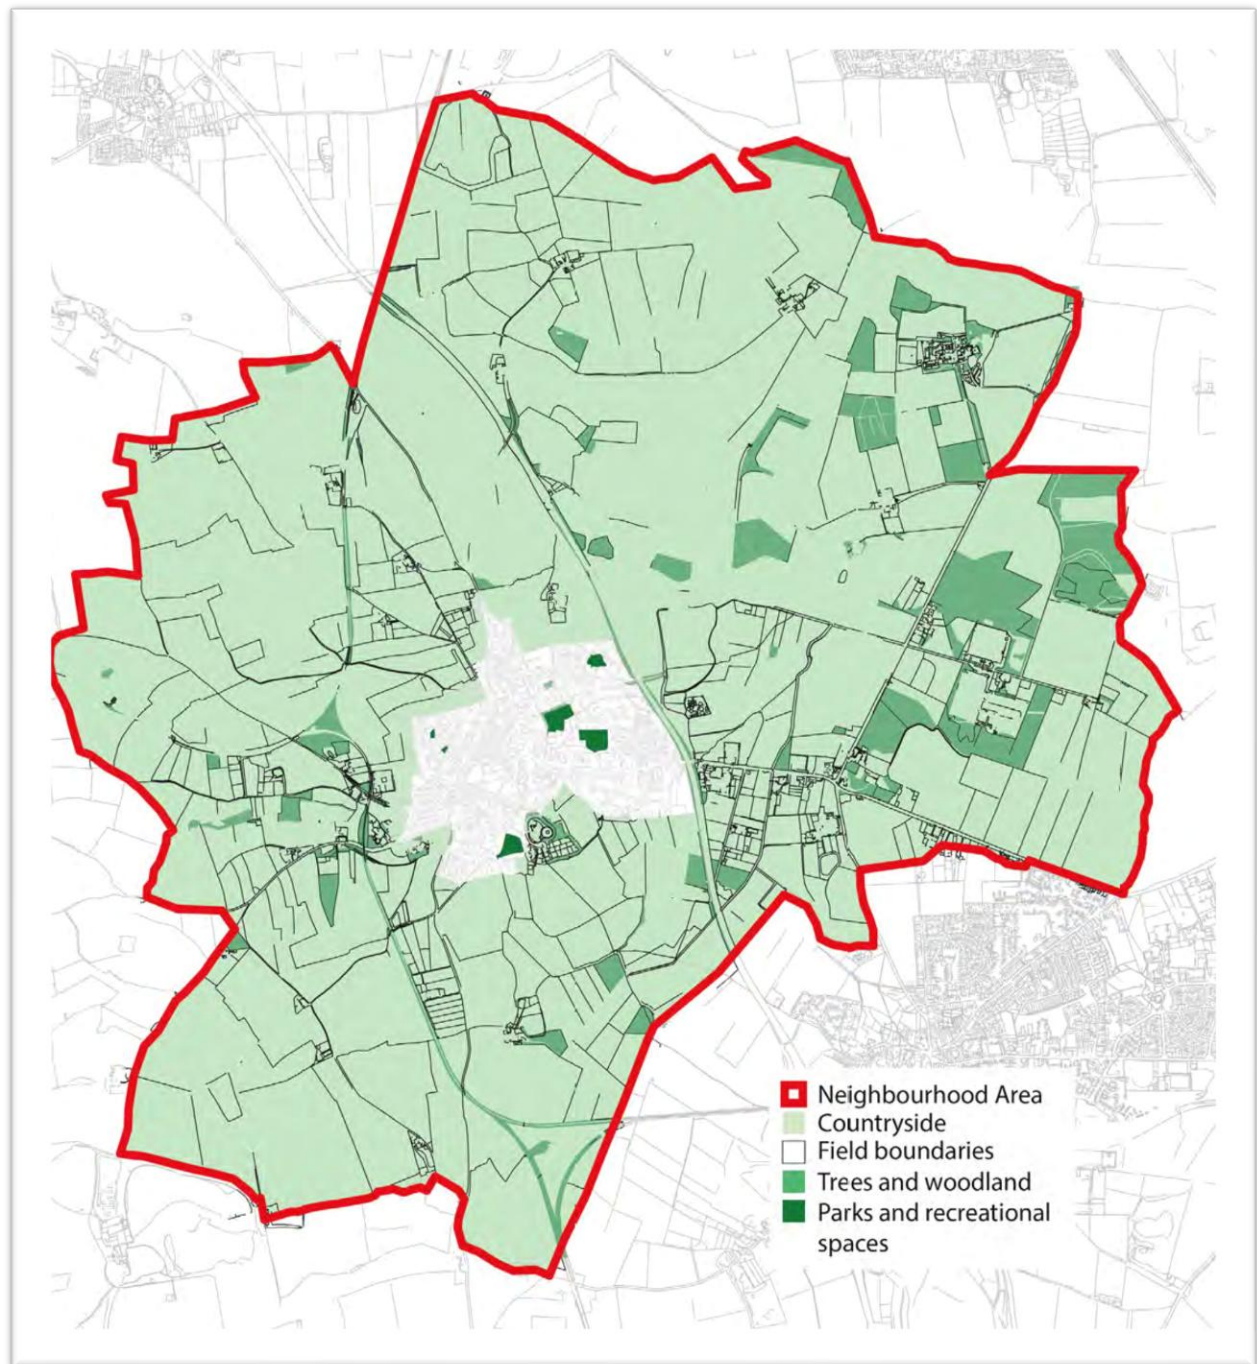 Neighbourhood Area
Countryside
Field boundaries
Trees and woodland
Parks and recreational
spaces